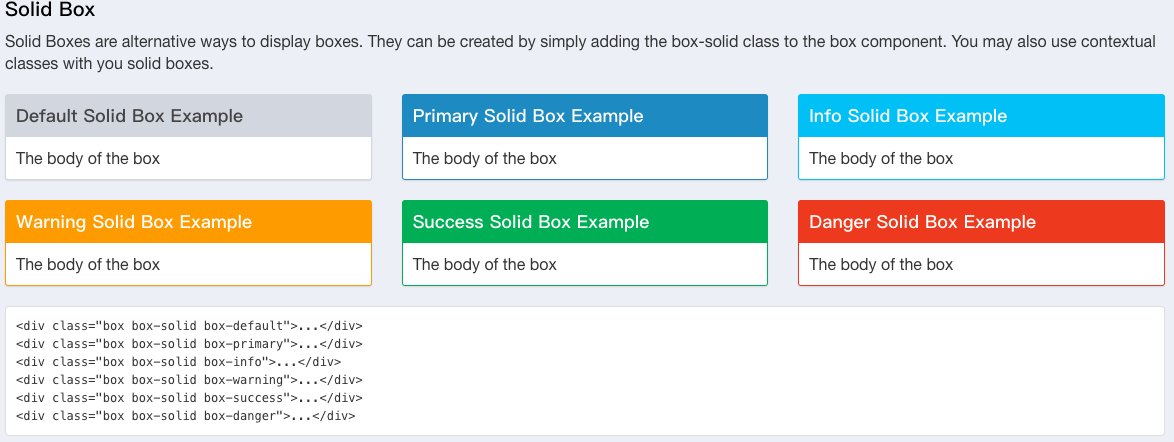 Solid Box
Solid Boxes are alternative ways to display boxes. They can be created by simply adding the box-solid class to the box component. You may also use contextual
classes with you solid boxes.
Default Solid Box Example
The body of the box
Primary Solid Box Example
The body of the box
Info Solid Box Example
The body of the box
Warning Solid Box Example
The body of the box
Success Solid Box Example
The body of the box
Danger Solid Box Example
The body of the box
<div class="box box-solid box-default">...</div>
<div class="box box-solid box-primary">...</div>
<div class="box box-solid box-info">...</div>
<div class="box box-solid box-warning">...</div>
<div class="box box-solid box-success">...</div>
<div class="box box-solid box-danger">...</div>